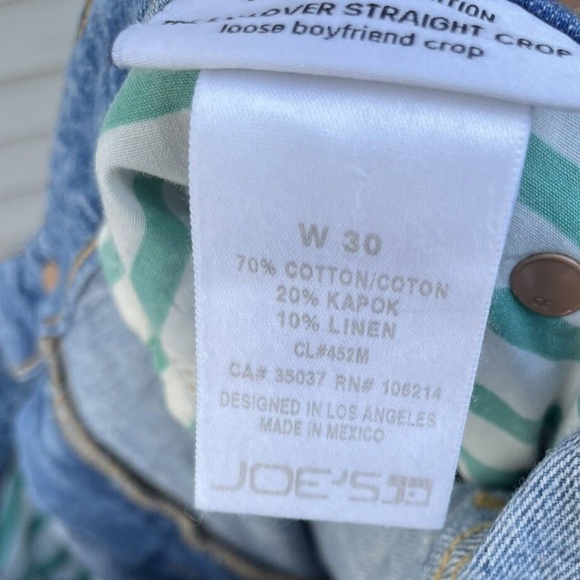 OVER STRAIGHT CROP
loose boyfriend crop
W 30
70% COTTON/COTON
20% KAPOK
10% LINEN
CL#452M
CA# 35037 RN# 106214
DESIGNED IN LOS ANGELES
MADE IN MEXICO
JOE'S